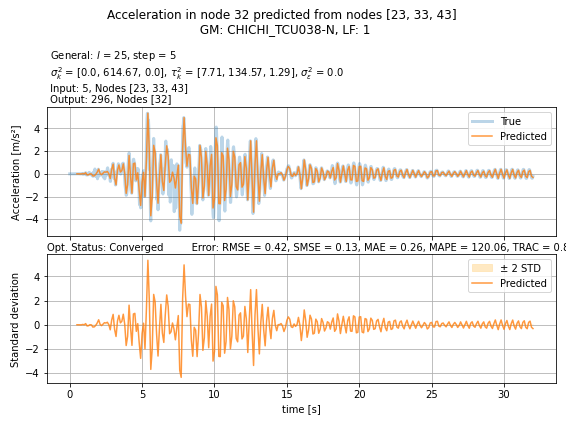 Acceleration in node 32 predicted from nodes [23, 33, 43]
GM: CHICHI_TCU038-N, LF: 1
General: l = 25, step = 5
σ²ₖ = [0.0, 614.67, 0.0], τ²ₖ = [7.71, 134.57, 1.29], σ²ε = 0.0
Input: 5, Nodes [23, 33, 43]
Output: 296, Nodes [32]
Acceleration [m/s²]
4
2
0
−2
−4
True
Predicted
Opt. Status: Converged Error: RMSE = 0.42, SMSE = 0.13, MAE = 0.26, MAPE = 120.06, TRAC = 0.8
Standard deviation
4
2
0
−2
−4
± 2 STD
Predicted
0 5 10 15 20 25 30
time [s]